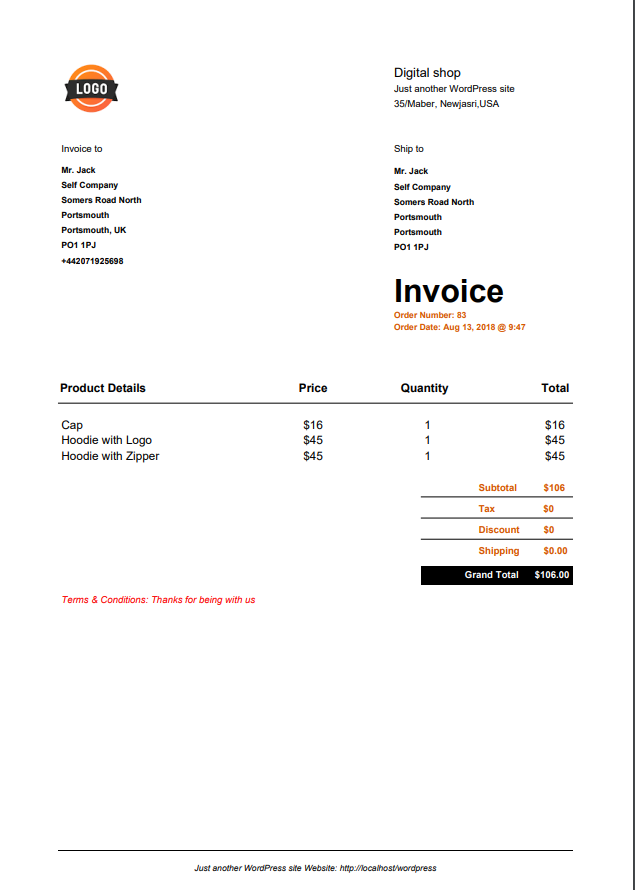 LOGO
Digital shop
Just another WordPress site
35/Maber, Newjasri,USA
Invoice to
Mr. Jack
Self Company
Somers Road North
Portsmouth
Portsmouth, UK
PO1 1PJ
+442071925698
Ship to
Mr. Jack
Self Company
Somers Road North
Portsmouth
Portsmouth
PO1 1PJ
Invoice
Order Number: 83
Order Date: Aug 13, 2018 @ 9:47
Product Details Price Quantity Total
Cap $16 1 $16
Hoodie with Logo $45 1 $45
Hoodie with Zipper $45 1 $45
Subtotal $106
Tax $0
Discount $0
Shipping $0.00
Grand Total $106.00
Terms & Conditions: Thanks for being with us
Just another WordPress site Website: http://localhost/wordpress